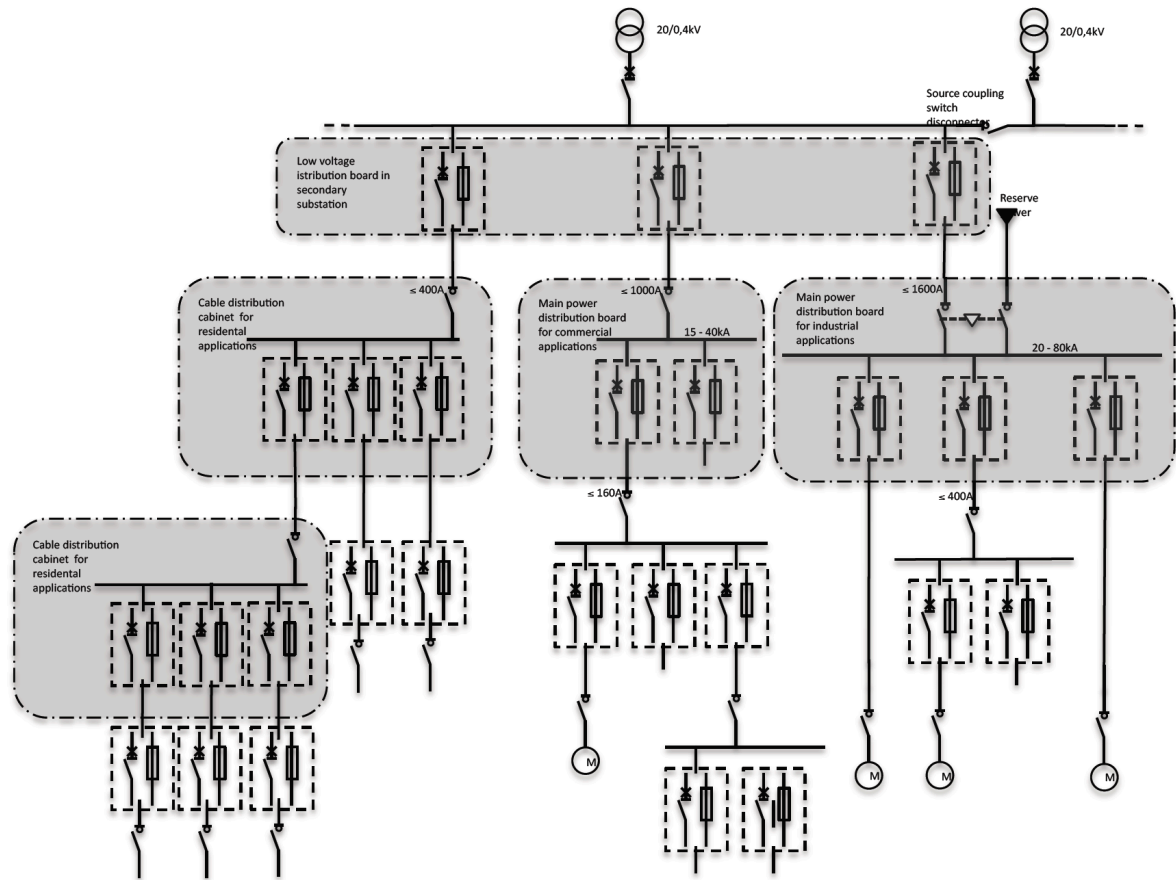 20/0,4kV
20/0,4kV
Source coupling
switch
disconnector
Low voltage
istribution board in
secondary
substation
Reserve
≤ 400A
≤ 1000A
≤ 1600A
Cable distribution
cabinet for
residental
applications
Main power
distribution board
for commercial
applications
15 - 40kA
Main power
distribution board
for industrial
applications
20 - 80kA
≤ 160A
≤ 400A
Cable distribution
cabinet for
residental
applications
M
M
M
M